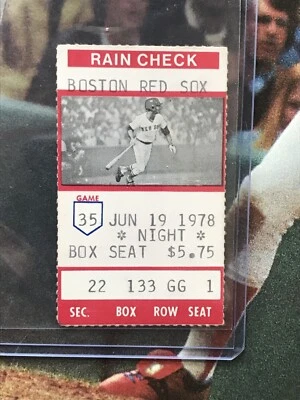 RAIN CHECK
BOSTON RED SOX
GAME
35 JUN 19 1978
* NIGHT *
BOX SEAT $5.75
22 133 GG 1
SEC. BOX ROW SEAT